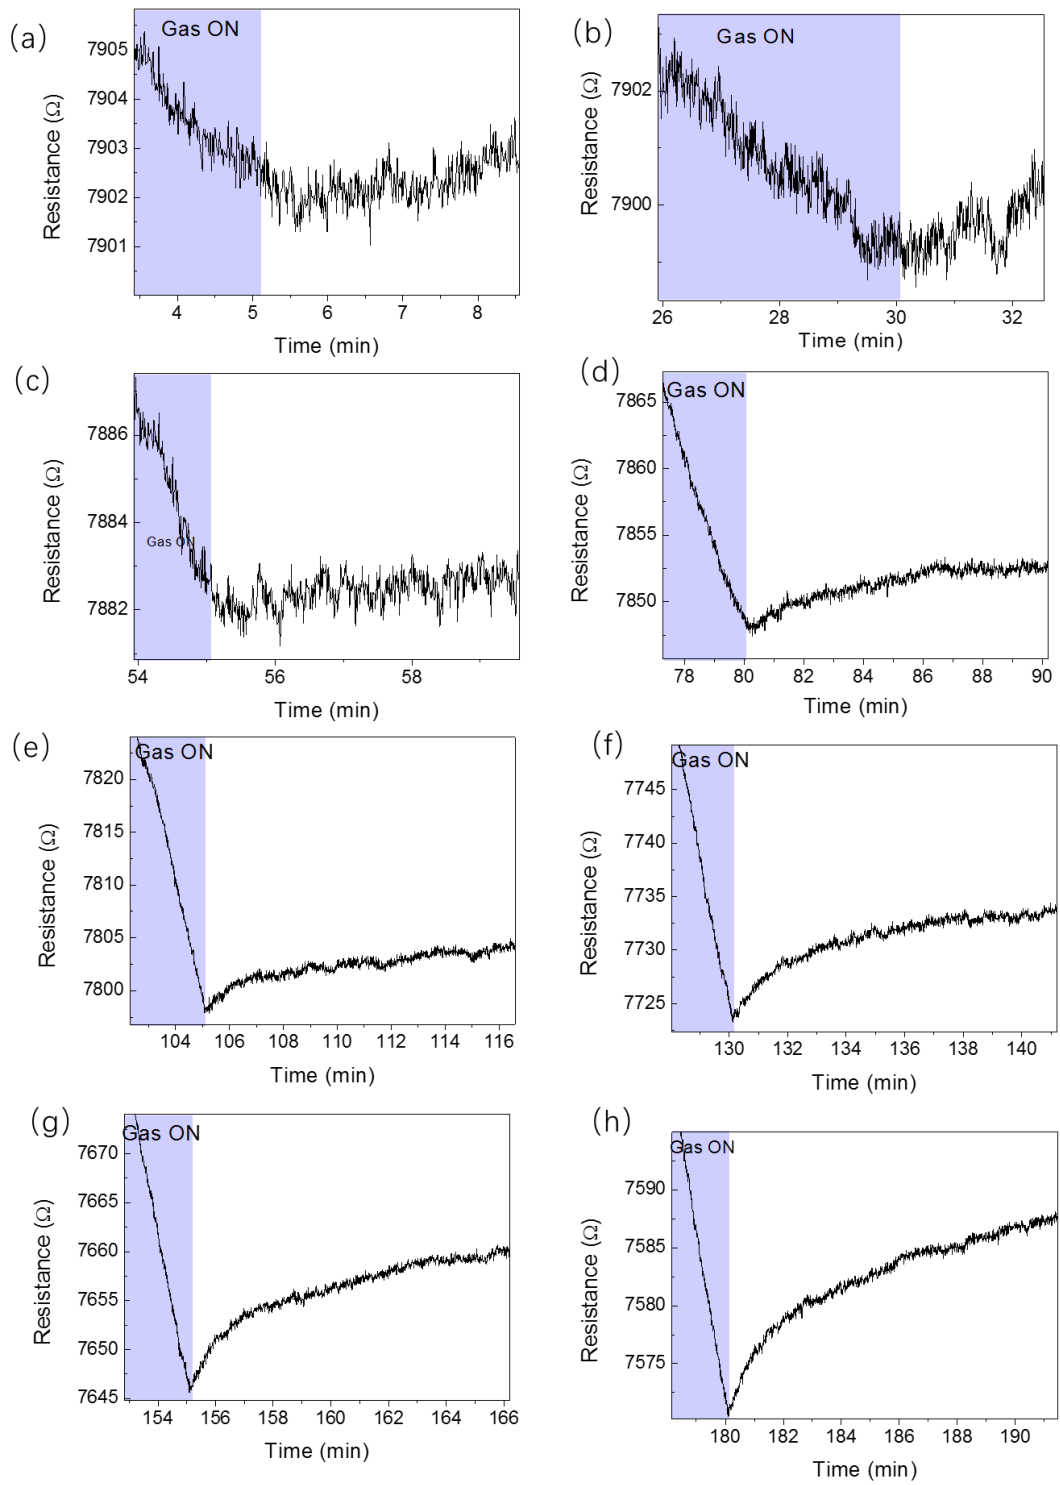 (a)
Gas ON
7905
7904
7903
7902
7901
Resistance (Ω)
4 5 6 7 8
Time (min)
(b)
Gas ON
7902
7900
Resistance (Ω)
26 28 30 32
Time (min)
(c)
Gas ON
7886
7884
7882
Resistance (Ω)
54 56 58
Time (min)
(d)
Gas ON
7865
7860
7855
7850
Resistance (Ω)
78 80 82 84 86 88 90
Time (min)
(e)
Gas ON
7820
7815
7810
7805
7800
Resistance (Ω)
104 106 108 110 112 114 116
Time (min)
(f)
Gas ON
7745
7740
7735
7730
7725
Resistance (Ω)
130 132 134 136 138 140
Time (min)
(g)
Gas ON
7670
7665
7660
7655
7650
7645
Resistance (Ω)
154 156 158 160 162 164 166
Time (min)
(h)
Gas ON
7590
7585
7580
7575
Resistance (Ω)
180 182 184 186 188 190
Time (min)